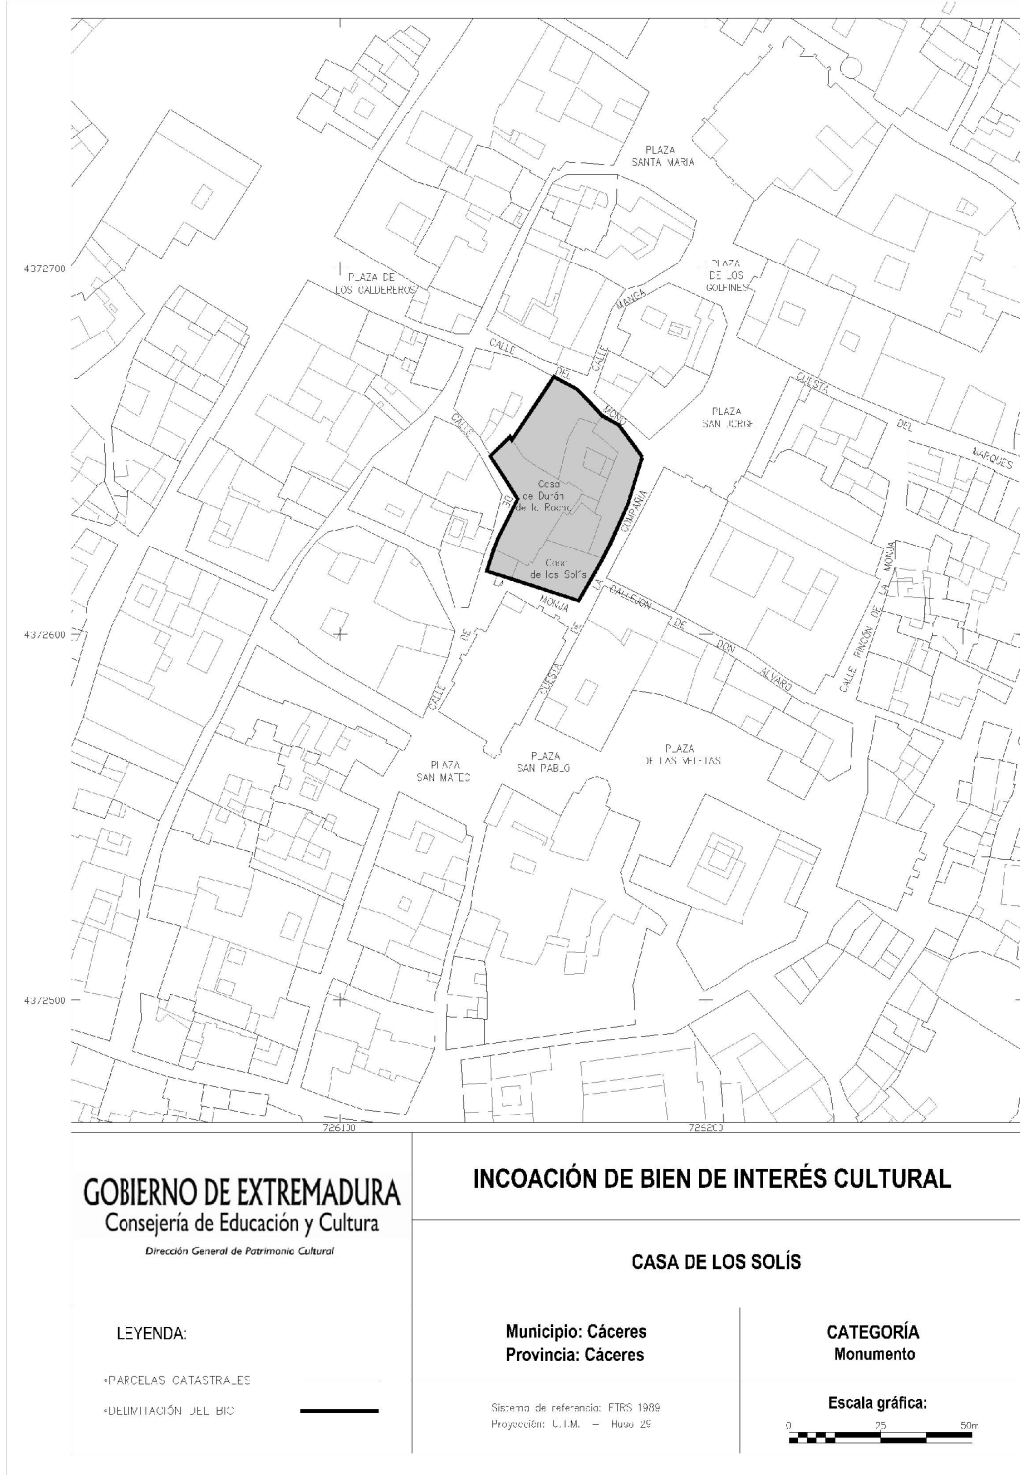 PLAZA
SANTA MARIA
4372700
PLAZA DE
LOS CALDEREROS
PLAZA
DE LOS
GOLFINES
MANGA
CALLE
CALLE
DEL
MONO
CUESTA
DEL
MARQUES
PLAZA
SAN JORGE
CALLE
DE
Casa
de Durán
de la Rocha
COMPAÑIA
Casa
de los Solís
LA
MONJA
LA
CALLEJON
DE
DON
ALVARO
CALLE RINCON DE LA MONJA
4372600
DE
CALLE
DE
CUESTA
PLAZA
SAN MATEO
PLAZA
SAN PABLO
PLAZA
DE LAS VELETAS
4372500
726100
726200
GOBIERNO DE EXTREMADURA
Consejería de Educación y Cultura
Dirección General de Patrimonio Cultural
INCOACIÓN DE BIEN DE INTERÉS CULTURAL
CASA DE LOS SOLÍS
LEYENDA:
•PARCELAS CATASTRALES
•DELIMITACIÓN DEL BIC
Municipio: Cáceres
Provincia: Cáceres
Sistema de referencia: ETRS 1989
Proyección: U.T.M. – Huso 29
CATEGORÍA
Monumento
Escala gráfica:
0 25 50m